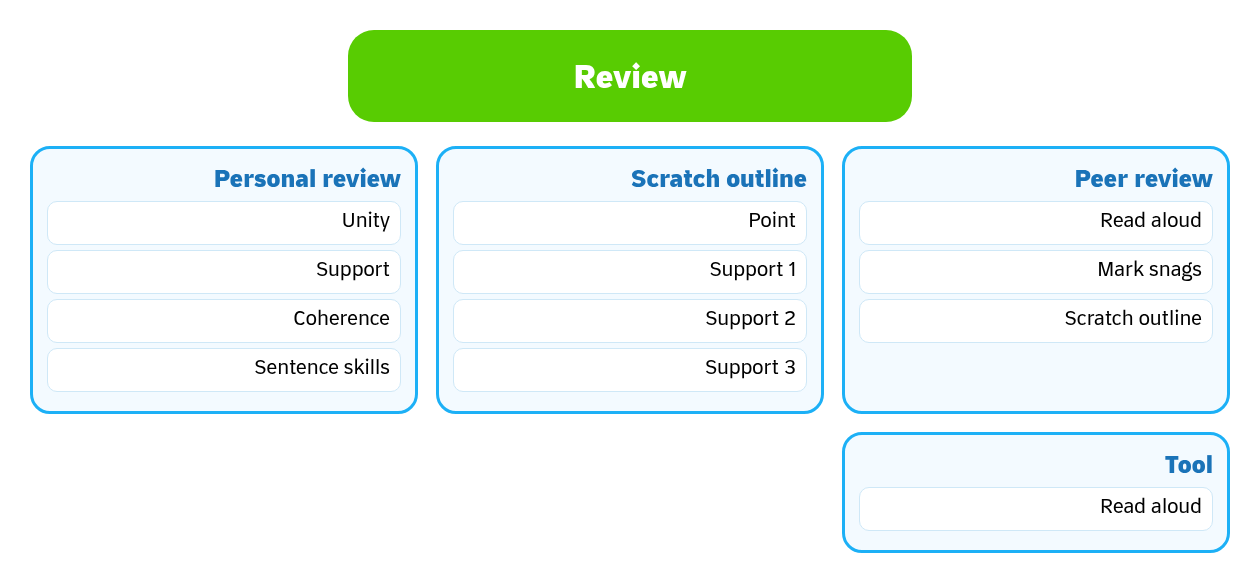 Review
Personal review
Unity
Support
Coherence
Sentence skills
Scratch outline
Point
Support 1
Support 2
Support 3
Peer review
Read aloud
Mark snags
Scratch outline
Tool
Read aloud